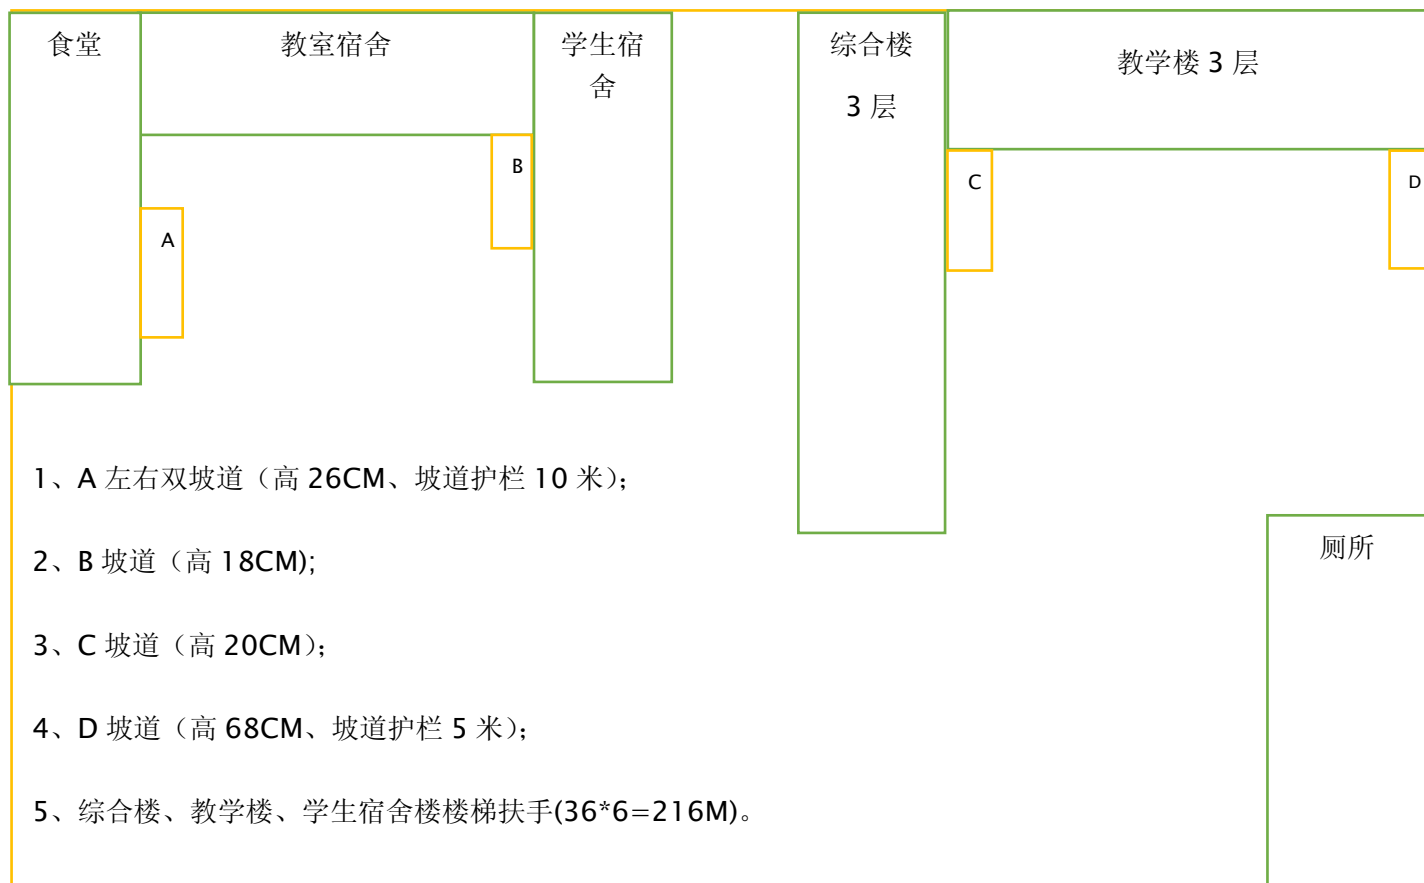 食堂
教室宿舍
学生宿
舍
综合楼
3 层
教学楼 3 层
B
C
D
A
1、A 左右双坡道（高 26CM、坡道护栏 10 米）；
2、B 坡道（高 18CM);
3、C 坡道（高 20CM）；
4、D 坡道（高 68CM、坡道护栏 5 米）；
5、综合楼、教学楼、学生宿舍楼楼梯扶手(36*6=216M)。
厕所